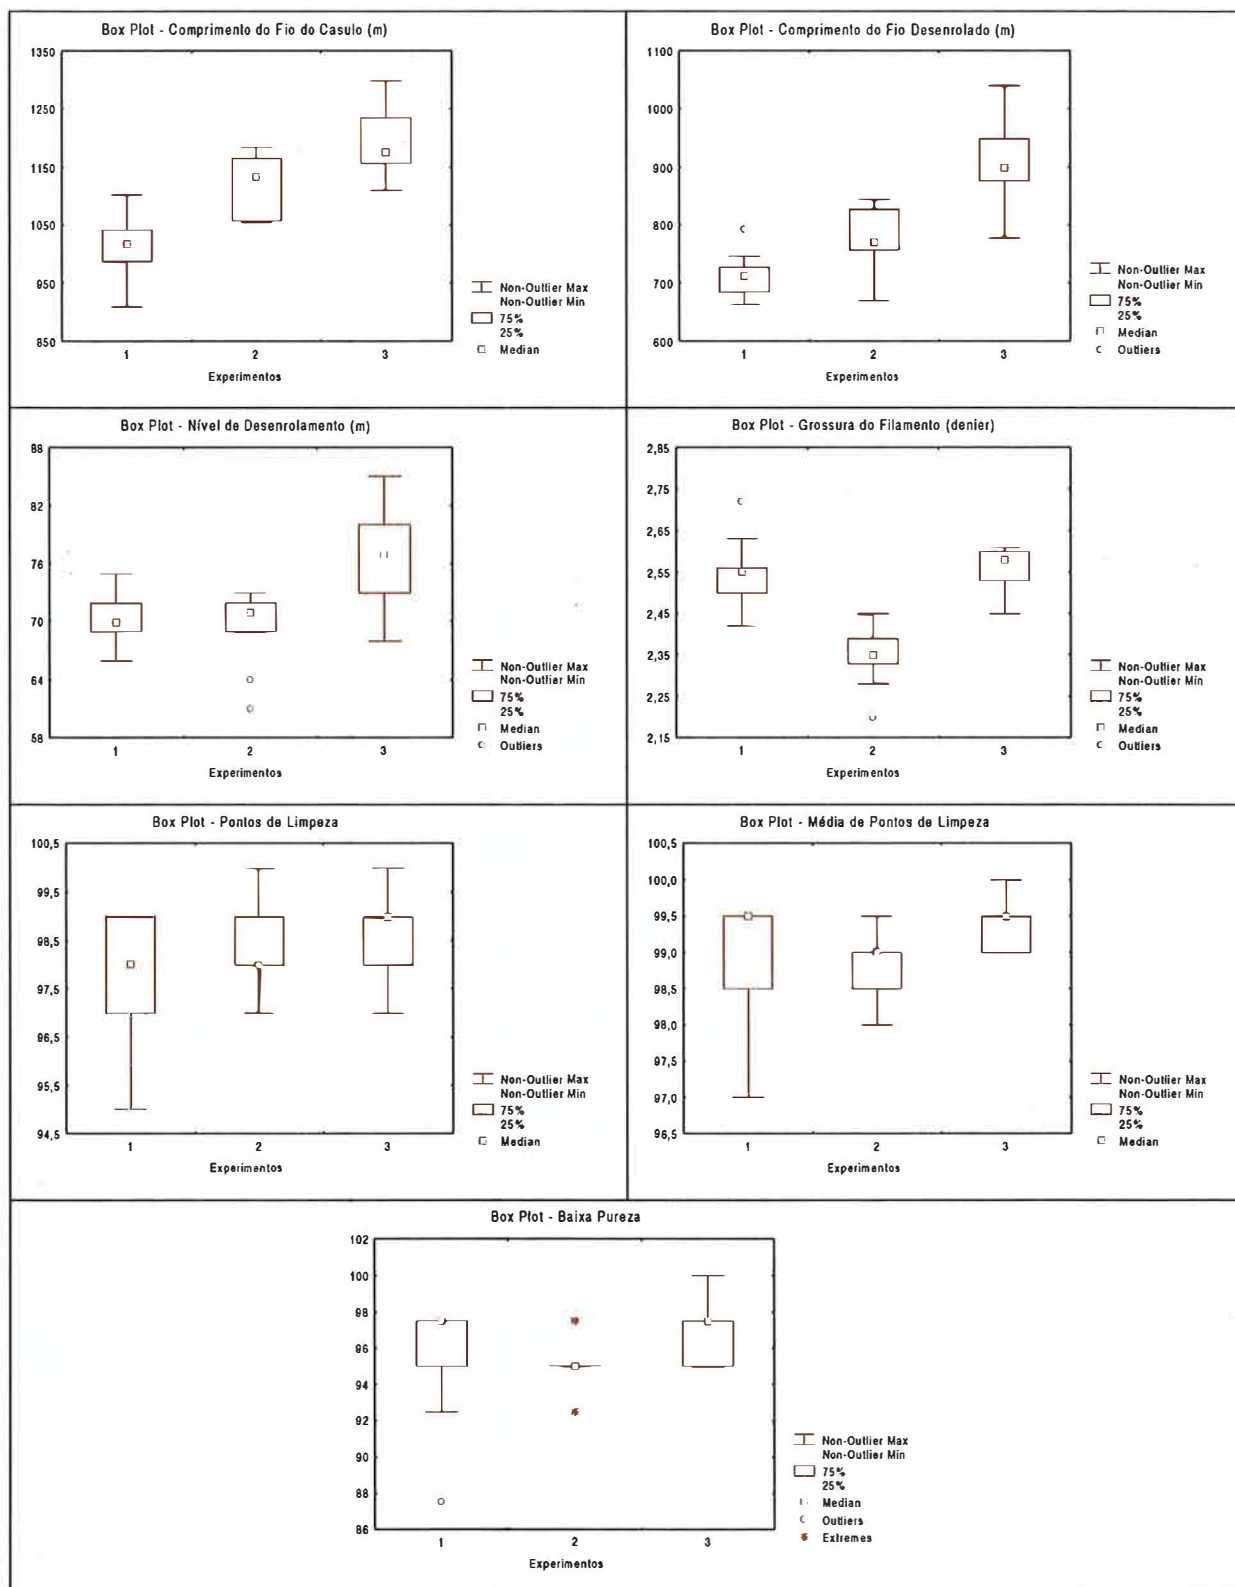 Box Plot - Comprimento do Fio do Casulo (m)
1350
1250
1150
1050
950
850
1
2
3
Experimentos
Non-Outlier Max
Non-Outlier Min
75%
25%
Median
Box Plot - Comprimento do Fio Desenrolado (m)
1100
1000
900
800
700
600
1
2
3
Experimentos
Non-Outlier Max
Non-Outlier Min
75%
25%
Median
Outliers
Box Plot - Nível de Desenrolamento (m)
88
82
76
70
64
58
1
2
3
Experimentos
Non-Outlier Max
Non-Outlier Min
75%
25%
Median
Outliers
Box Plot - Grossura do Filamento (denier)
2,85
2,75
2,65
2,55
2,45
2,35
2,25
2,15
1
2
3
Experimentos
Non-Outlier Max
Non-Outlier Min
75%
25%
Median
Outliers
Box Plot - Pontos de Limpeza
100,5
99,5
98,5
97,5
96,5
95,5
94,5
1
2
3
Experimentos
Non-Outlier Max
Non-Outlier Min
75%
25%
Median
Box Plot - Média de Pontos de Limpeza
100,5
100,0
99,5
99,0
98,5
98,0
97,5
97,0
96,5
1
2
3
Experimentos
Non-Outlier Max
Non-Outlier Min
75%
25%
Median
Box Plot - Baixa Pureza
102
100
98
96
94
92
90
88
86
1
2
3
Experimentos
Non-Outlier Max
Non-Outlier Min
75%
25%
Median
Outliers
Extremes